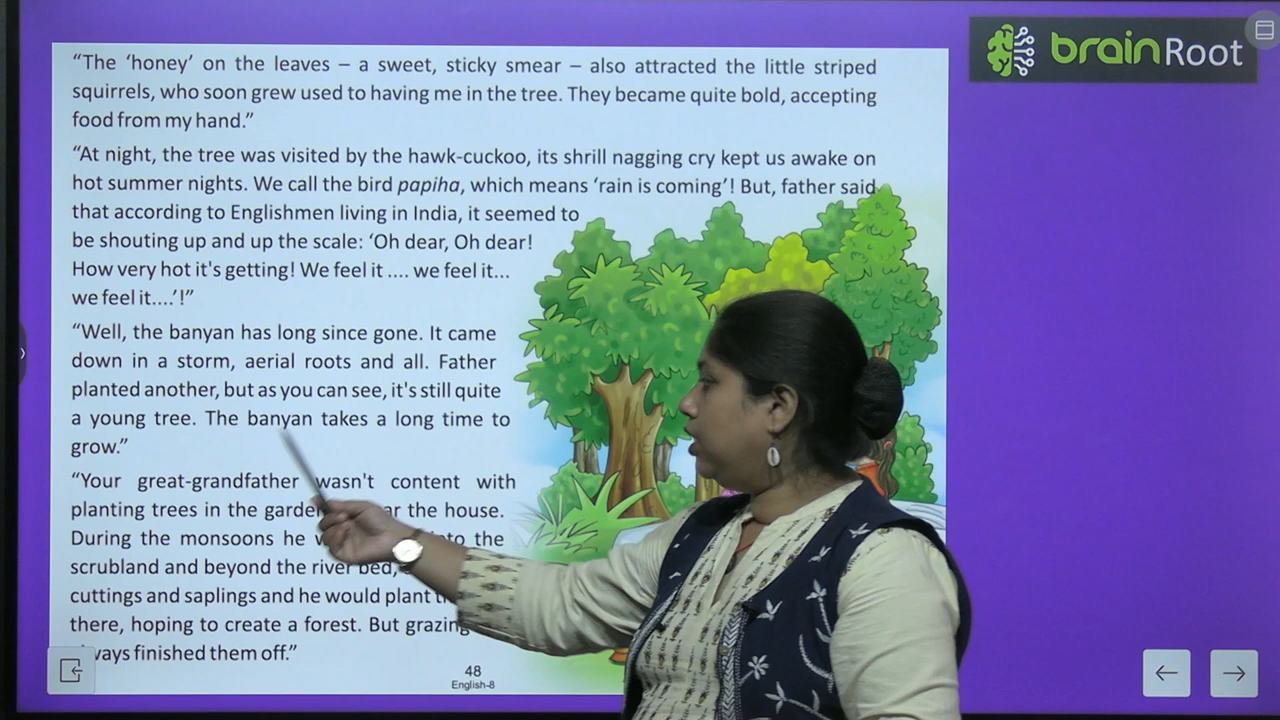 brainRoot
“The ‘honey’ on the leaves – a sweet, sticky smear – also attracted the little striped
squirrels, who soon grew used to having me in the tree. They became quite bold, accepting
food from my hand.”
“At night, the tree was visited by the hawk-cuckoo, its shrill nagging cry kept us awake on
hot summer nights. We call the bird papiha, which means ‘rain is coming’! But, father said
that according to Englishmen living in India, it seemed to
be shouting up and up the scale: ‘Oh dear, Oh dear!
How very hot it's getting! We feel it .... we feel it...
we feel it....’!”
“Well, the banyan has long since gone. It came
down in a storm, aerial roots and all. Father
planted another, but as you can see, it's still quite
a young tree. The banyan takes a long time to
grow.”
“Your great-grandfather wasn't content with
planting trees in the the house.
During the monsoons he the
scrubland and beyond the river bed,
cuttings and saplings and he would plant
there, hoping to create a forest. But
finished them off.”
48
English-8